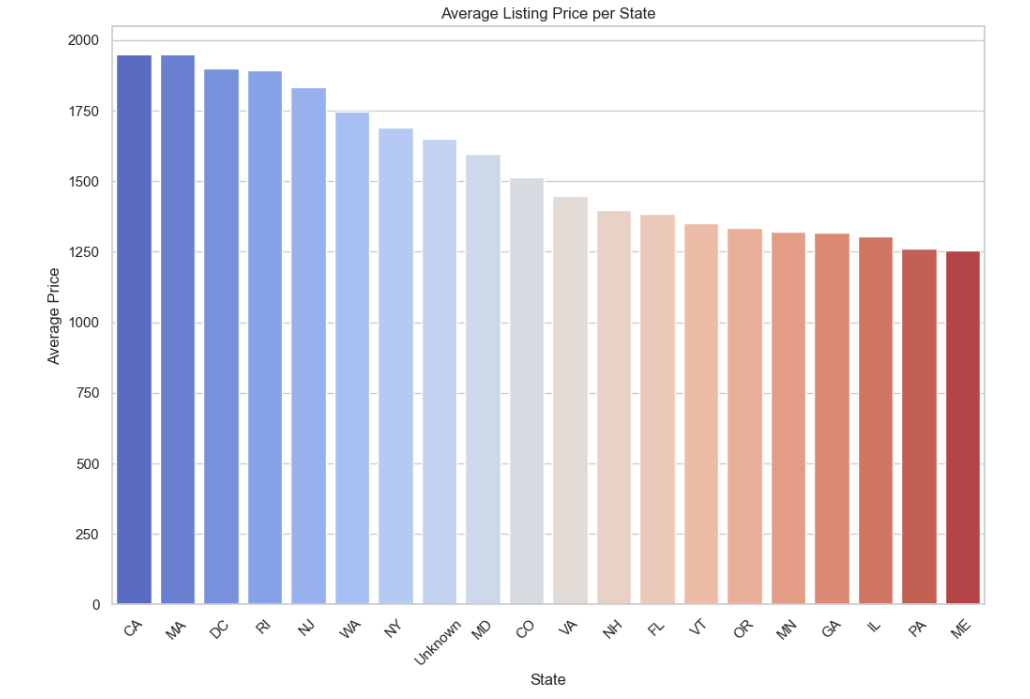 Average Listing Price per State
Average Price
2000
1750
1500
1250
1000
750
500
250
0
CA MA DC RI NJ WA NY Unknown MD CO VA NH FL VT OR MN GA IL PA ME
State